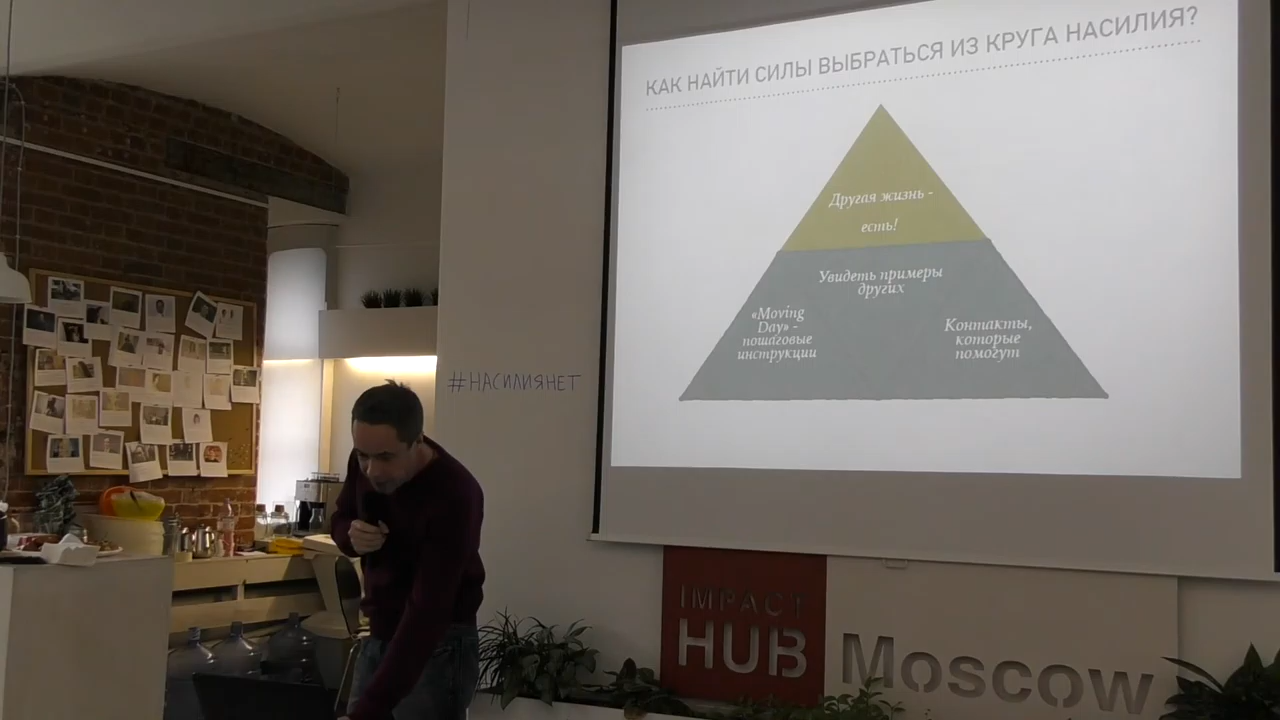 КАК НАЙТИ СИЛЫ ВЫБРАТЬСЯ ИЗ КРУГА НАСИЛИЯ?
Другая жизнь -
есть!
Увидеть примеры
других
«Moving
Day» -
пошаговые
инструкции
Контакты,
которые
помогут
#НАСИЛИЯНЕТ
IMPACT
HUB
Moscow